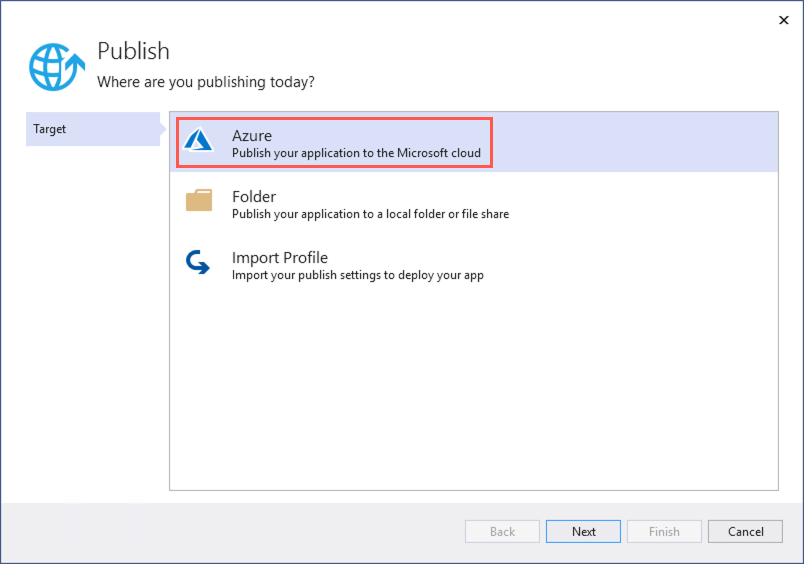 Publish
Where are you publishing today?
Target
Azure
Publish your application to the Microsoft cloud
Folder
Publish your application to a local folder or file share
Import Profile
Import your publish settings to deploy your app
Back
Next
Finish
Cancel